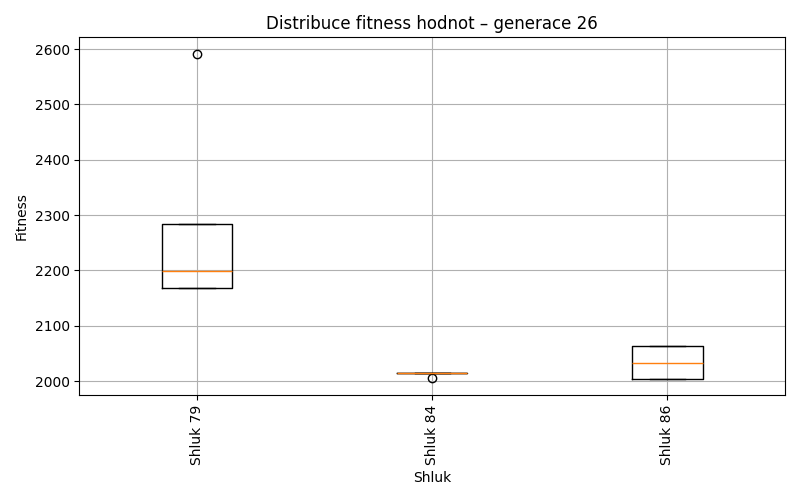 Distribuce fitness hodnot – generace 26
Fitness
2600
2500
2400
2300
2200
2100
2000
Shluk 79
Shluk 84
Shluk 86
Shluk